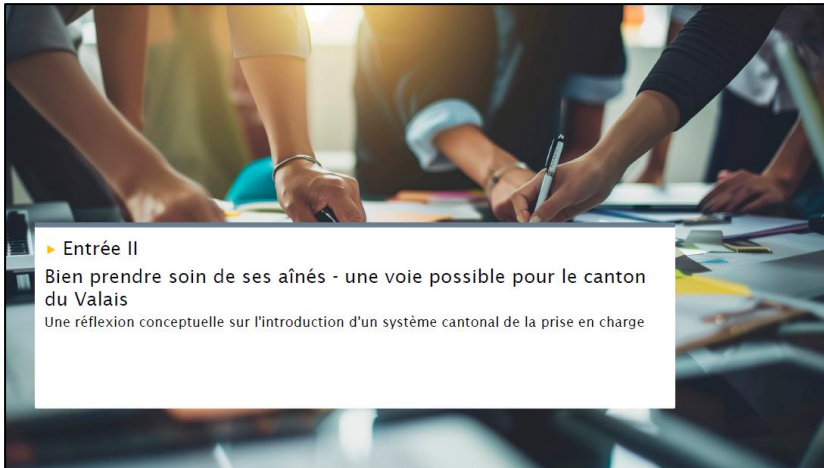 Entrée II
Bien prendre soin de ses aînés - une voie possible pour le canton
du Valais
Une réflexion conceptuelle sur l'introduction d'un système cantonal de la prise en charge